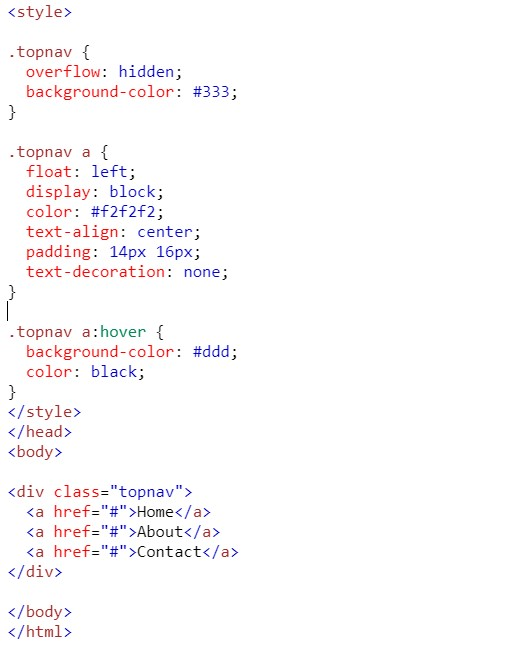 <style>
.topnav {
  overflow: hidden;
  background-color: #333;
}
.topnav a {
  float: left;
  display: block;
  color: #f2f2f2;
  text-align: center;
  padding: 14px 16px;
  text-decoration: none;
}
.topnav a:hover {
  background-color: #ddd;
  color: black;
}
</style>
</head>
<body>
<div class="topnav">
  <a href="#">Home</a>
  <a href="#">About</a>
  <a href="#">Contact</a>
</div>
</body>
</html>